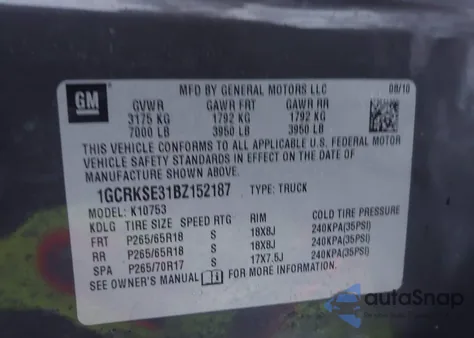 GM
MFD BY GENERAL MOTORS LLC 08/10
GVWR GAWR FRT GAWR RR
3175 KG 1792 KG 1792 KG
7000 LB 3950 LB 3950 LB
THIS VEHICLE CONFORMS TO ALL APPLICABLE U.S. FEDERAL MOTOR
VEHICLE SAFETY STANDARDS IN EFFECT ON THE DATE OF
MANUFACTURE SHOWN ABOVE.
1GCRKSE31BZ152187 TYPE: TRUCK
MODEL: K10753
KDLG TIRE SIZE SPEED RTG RIM COLD TIRE PRESSURE
FRT P265/65R18 S 18X8J 240KPA(35PSI)
RR P265/65R18 S 18X8J 240KPA(35PSI)
SPA P265/70R17 S 17X7.5J 240KPA(35PSI)
SEE OWNER'S MANUAL FOR MORE INFORMATION.
autoSnap